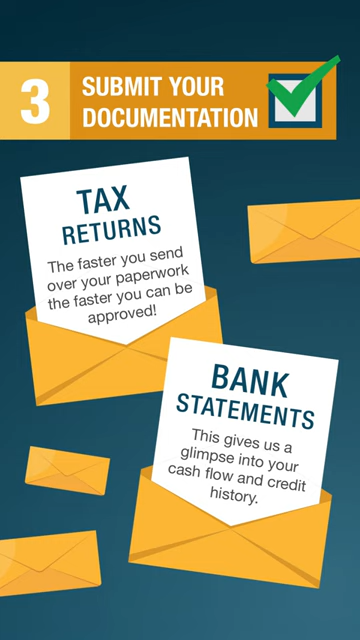 3
SUBMIT YOUR
DOCUMENTATION
TAX
RETURNS
The faster you send
over your paperwork
the faster you can be
approved!
BANK
STATEMENTS
This gives us a
glimpse into your
cash flow and credit
history.